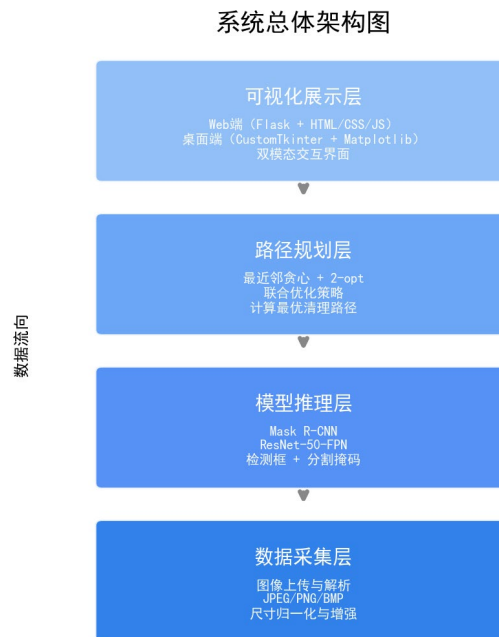 系统总体架构图
可视化展示层
Web端（Flask + HTML/CSS/JS）
桌面端（CustomTkinter + Matplotlib）
双模态交互界面
路径规划层
最近邻贪心 + 2-opt
联合优化策略
计算最优清理路径
数据流向
模型推理层
Mask R-CNN
ResNet-50-FPN
检测框 + 分割掩码
数据采集层
图像上传与解析
JPEG/PNG/BMP
尺寸归一化与增强